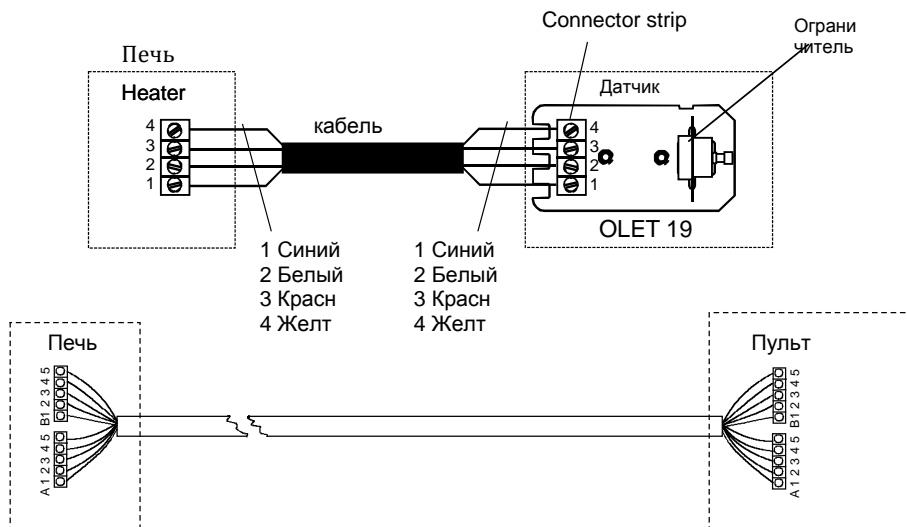 Connector strip
Ограни
читель
Печь
Heater
Датчик
кабель
4
3
2
1
4
3
2
1
OLET 19
1 Синий
2 Белый
3 Красн
4 Желт
1 Синий
2 Белый
3 Красн
4 Желт
Печь
Пульт
B1 2 3 4 5
A 1 2 3 4 5
B1 2 3 4 5
A 1 2 3 4 5